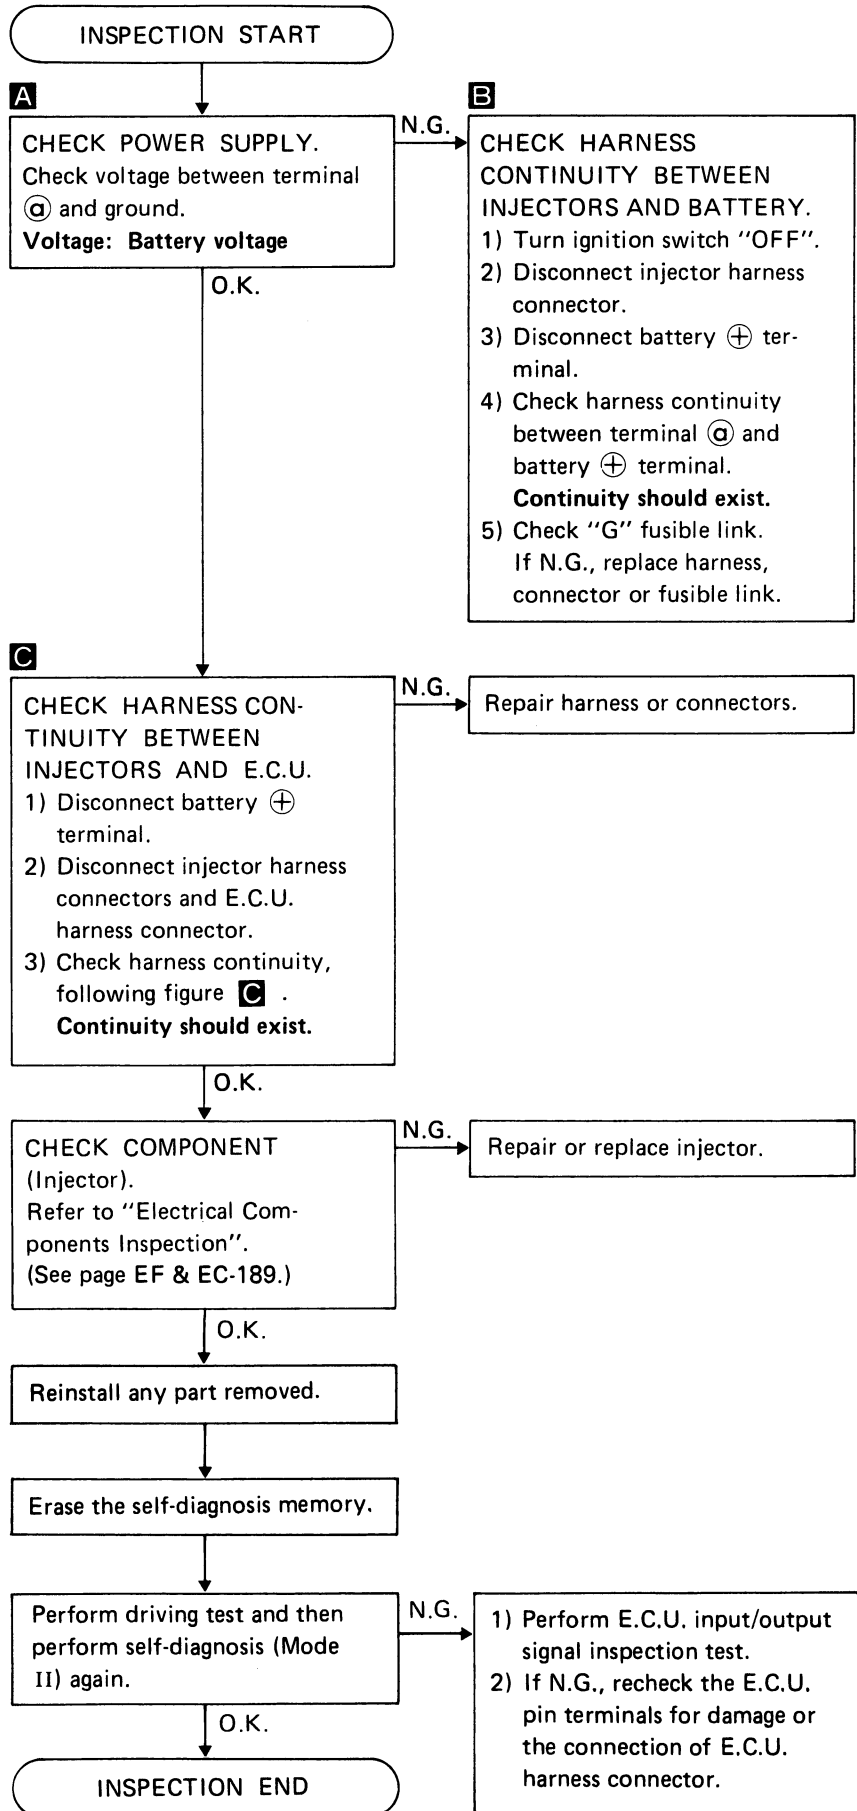 INSPECTION START
A
CHECK POWER SUPPLY.
Check voltage between terminal
ⓐ and ground.
Voltage: Battery voltage
N.G.
B
CHECK HARNESS
CONTINUITY BETWEEN
INJECTORS AND BATTERY.
1) Turn ignition switch "OFF".
2) Disconnect injector harness
connector.
3) Disconnect battery ⊕ ter-
minal.
4) Check harness continuity
between terminal ⓐ and
battery ⊕ terminal.
Continuity should exist.
5) Check "G" fusible link.
If N.G., replace harness,
connector or fusible link.
O.K.
C
CHECK HARNESS CON-
TINUITY BETWEEN
INJECTORS AND E.C.U.
1) Disconnect battery ⊕
terminal.
2) Disconnect injector harness
connectors and E.C.U.
harness connector.
3) Check harness continuity,
following figure C .
Continuity should exist.
N.G.
Repair harness or connectors.
O.K.
CHECK COMPONENT
(Injector).
Refer to "Electrical Com-
ponents Inspection".
(See page EF & EC-189.)
N.G.
Repair or replace injector.
O.K.
Reinstall any part removed.
Erase the self-diagnosis memory.
Perform driving test and then
perform self-diagnosis (Mode
II) again.
N.G.
1) Perform E.C.U. input/output
signal inspection test.
2) If N.G., recheck the E.C.U.
pin terminals for damage or
the connection of E.C.U.
harness connector.
O.K.
INSPECTION END